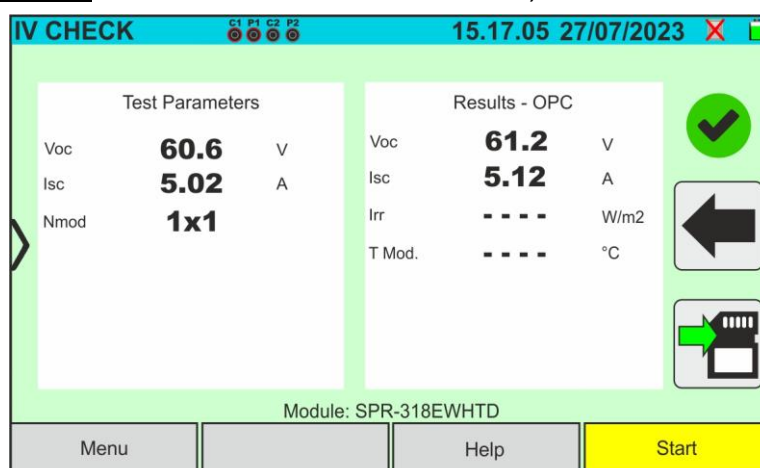 IV CHECK C1 P1 C2 P2 15.17.05 27/07/2023
Test Parameters
Voc 60.6 V
Isc 5.02 A
Nmod 1x1
Results - OPC
Voc 61.2 V
Isc 5.12 A
Irr - - - - W/m2
T Mod. - - - - °C
Module: SPR-318EWHTD
Menu Help Start